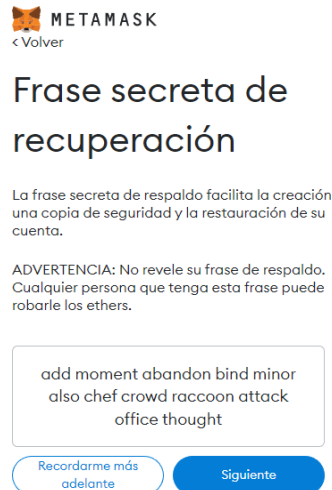 METAMASK
< Volver
Frase secreta de
recuperación
La frase secreta de respaldo facilita la creación
una copia de seguridad y la restauración de su
cuenta.
ADVERTENCIA: No revele su frase de respaldo.
Cualquier persona que tenga esta frase puede
robarle los ethers.
add moment abandon bind minor
also chef crowd raccoon attack
office thought
Recordarme más
adelante
Siguiente